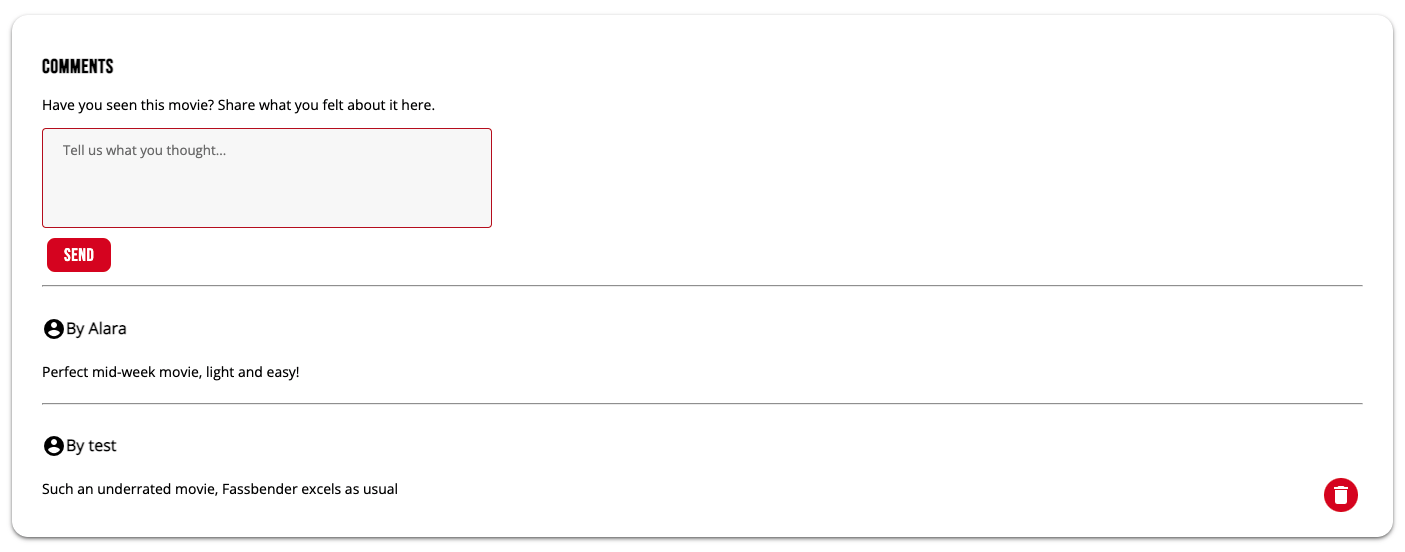 COMMENTS
Have you seen this movie? Share what you felt about it here.
Tell us what you thought...
SEND
By Alara
Perfect mid-week movie, light and easy!
By test
Such an underrated movie, Fassbender excels as usual